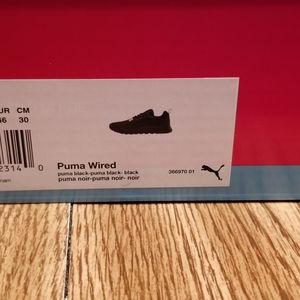 UR CM
46 30
2314 0
Puma Wired
puma black-puma black- black
puma noir-puma noir- noir
366970 01